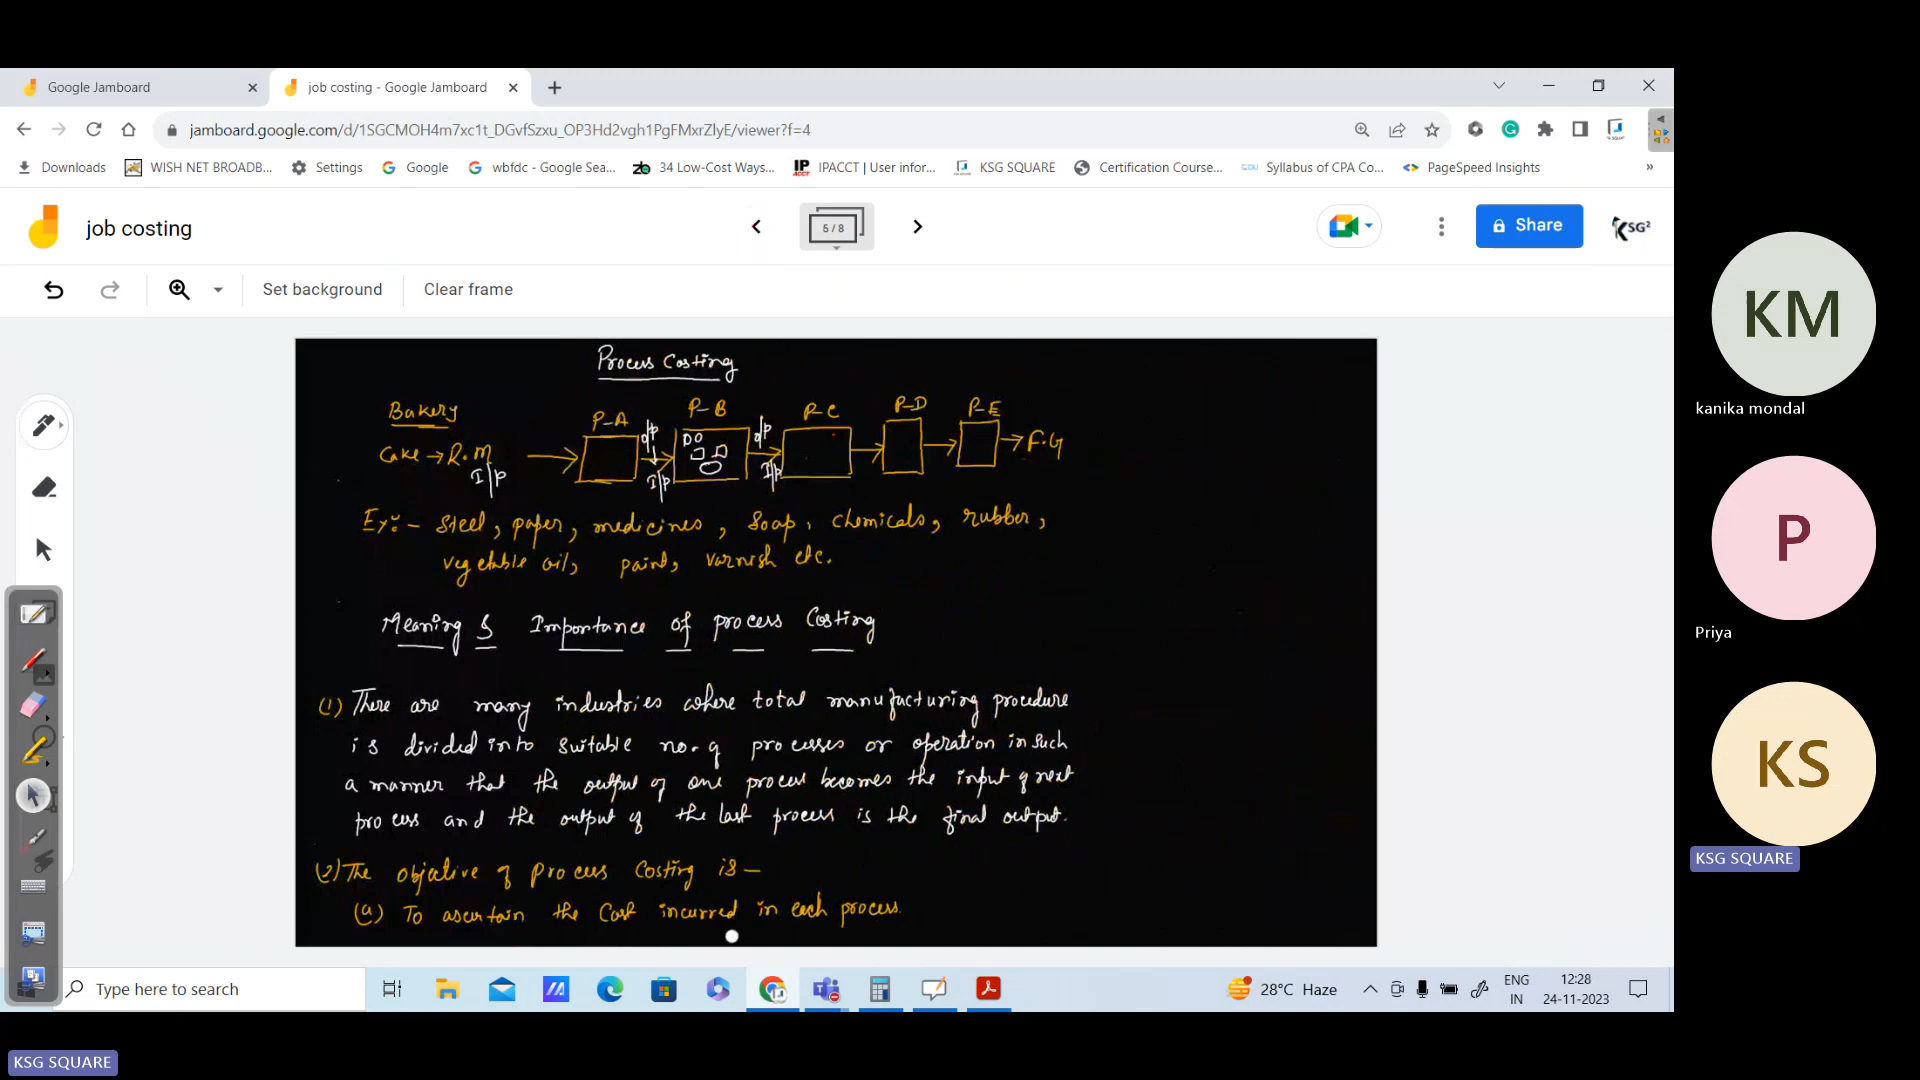 Google Jamboard
job costing - Google Jamboard
jamboard.google.com/d/1SGCMOH4m7xc1t_DGvfSzxu_OP3Hd2vgh1PgFMxrZlyE/viewer?f=4
Downloads WISH NET BROADB... Settings Google wbfdc - Google Sea... 34 Low-Cost Ways... IPACCT | User infor... KSG SQUARE Certification Course... Syllabus of CPA Co... PageSpeed Insights »
job costing
5 / 8
Share
KSG²
Set background Clear frame
Process Costing
Bakery P-A P-B P-C P-D P-E
Cake → R.M O/P DO O/P F.G
I/P I/P I/P
Ex:- Steel, paper, medicines, Soap, chemicals, rubber,
vegetable oil, paint, varnish etc.
Meaning & Importance of process Costing
(1) There are many industries where total manufacturing procedure
is divided into suitable no. of processes or operation in such
a manner that the output of one process becomes the input of next
process and the output of the last process is the final output.
(2) The objective of process Costing is -
(a) To ascertain the Cost incurred in each process.
KM
kanika mondal
P
Priya
KS
KSG SQUARE
Type here to search
28°C Haze
ENG
IN
12:28
24-11-2023
KSG SQUARE